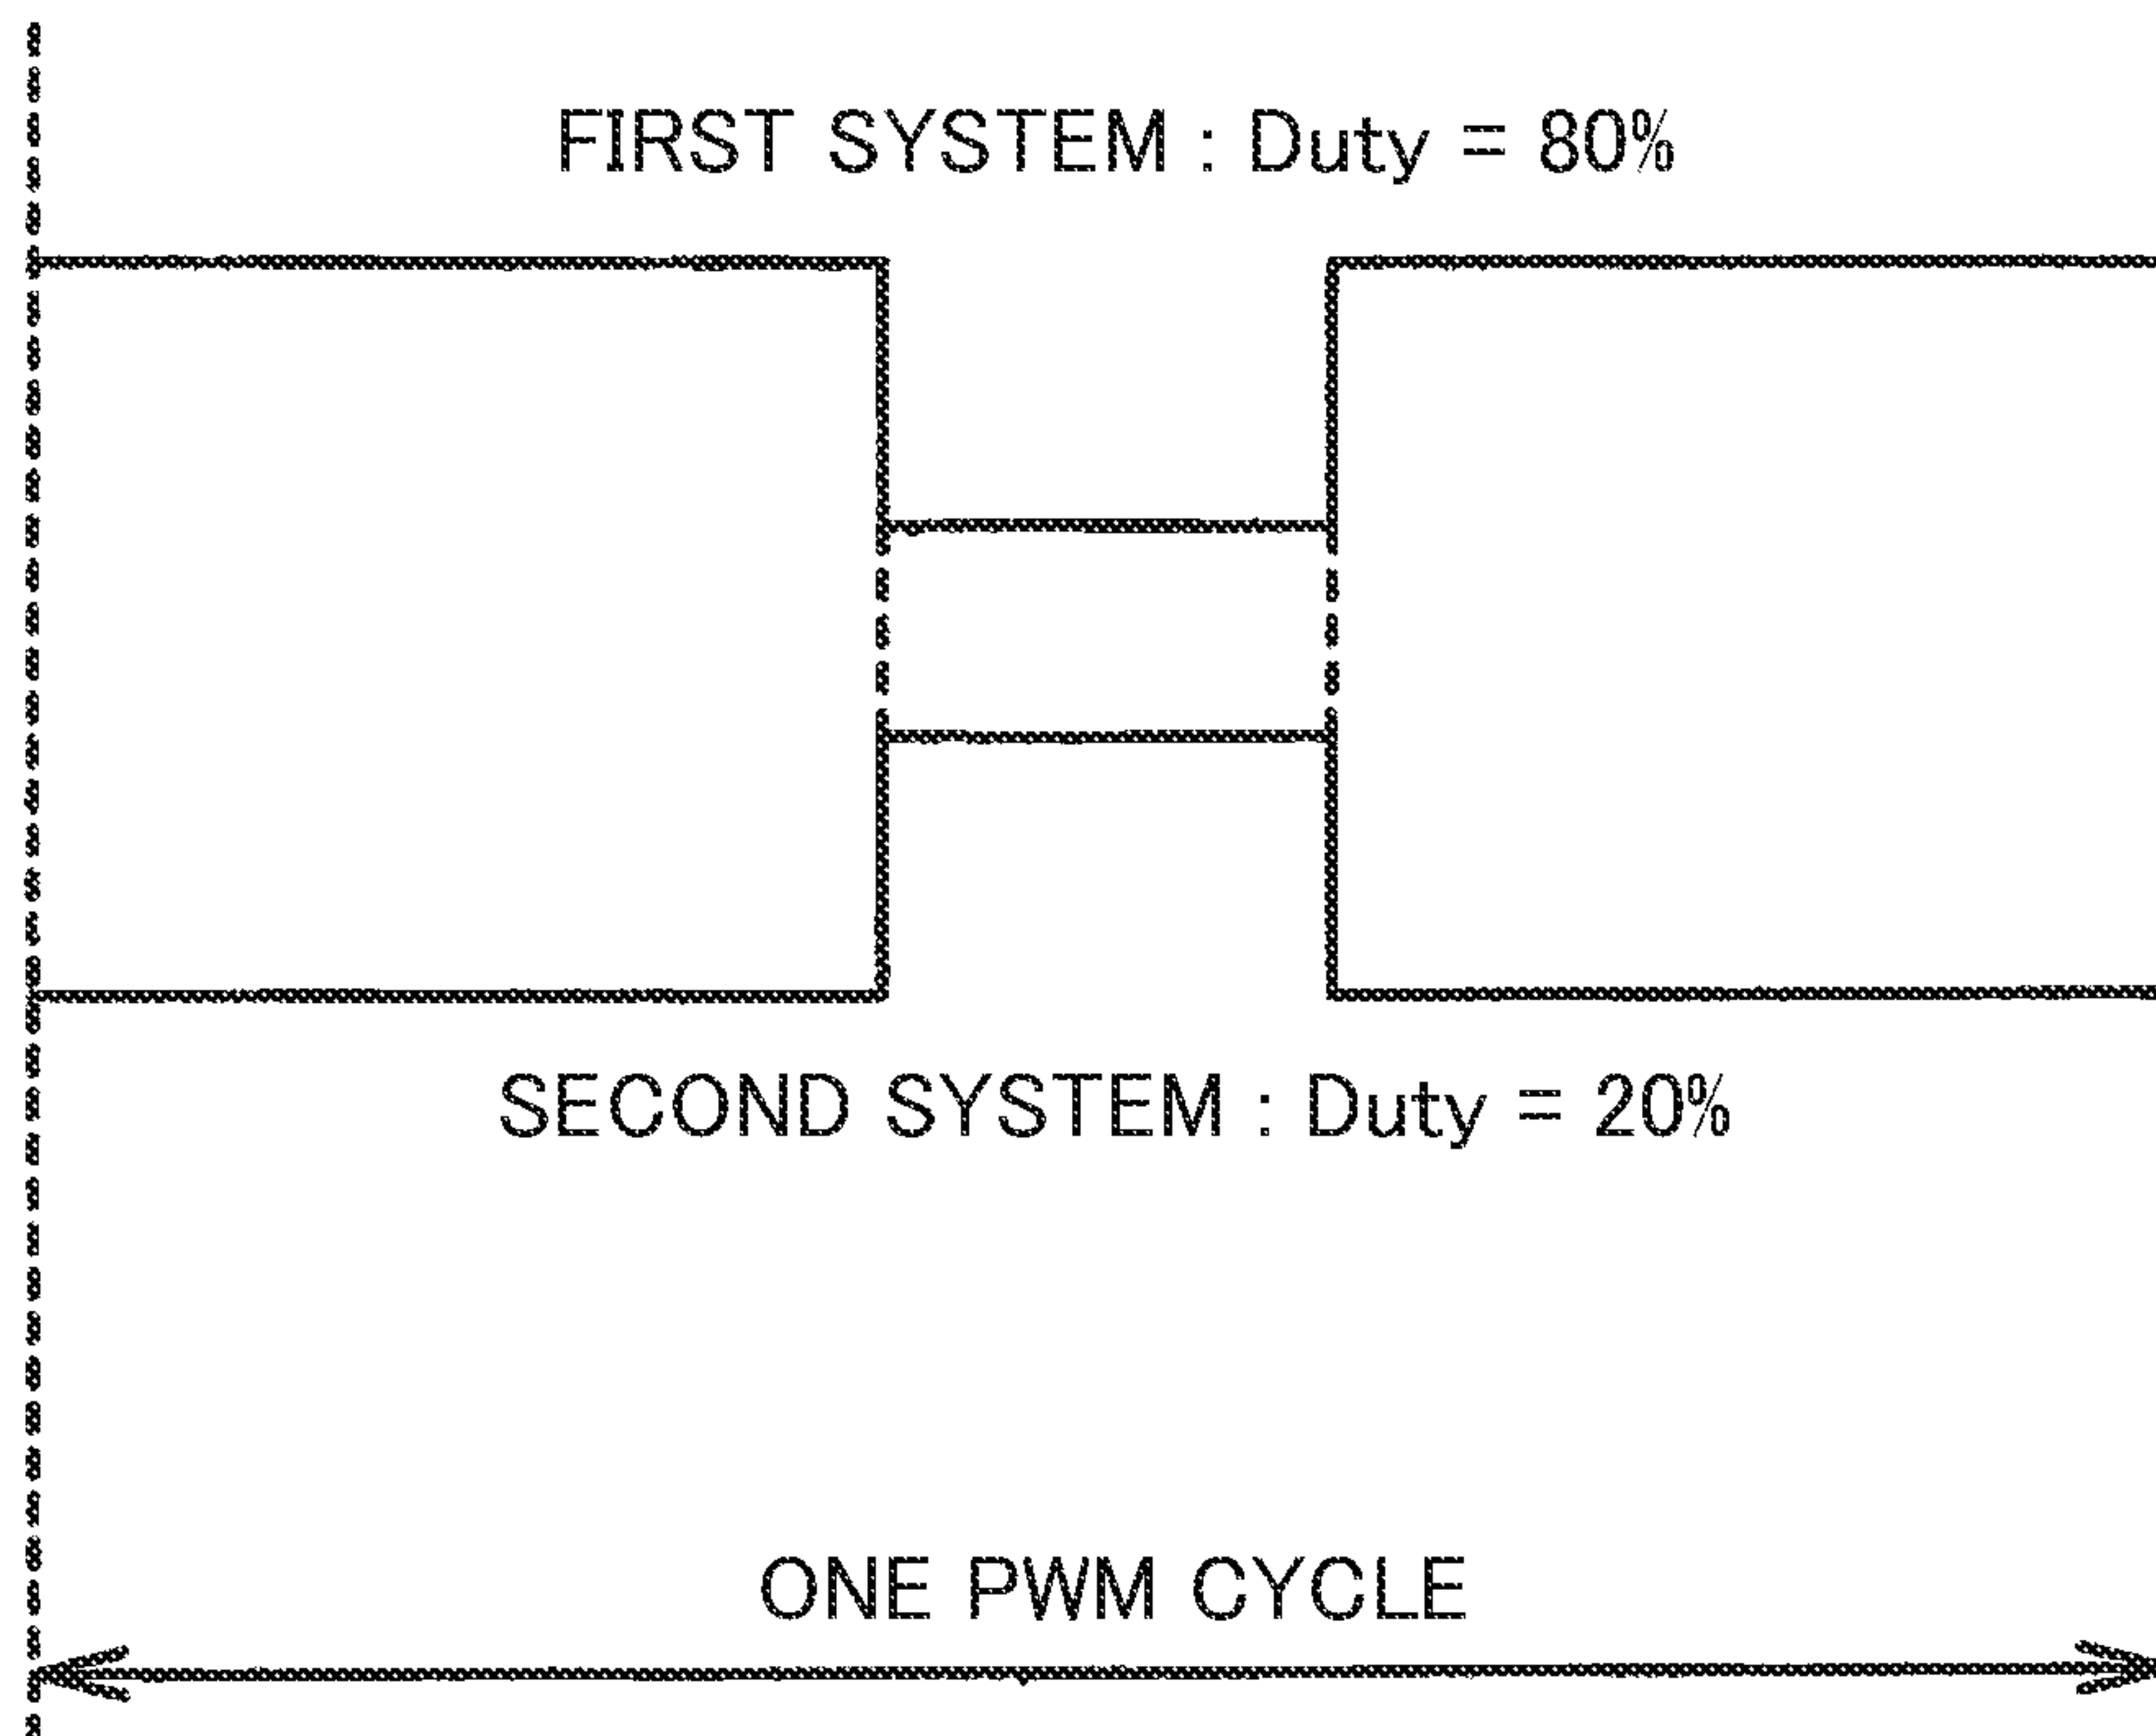 FIRST SYSTEM : Duty = 80%
SECOND SYSTEM : Duty = 20%
ONE PWM CYCLE